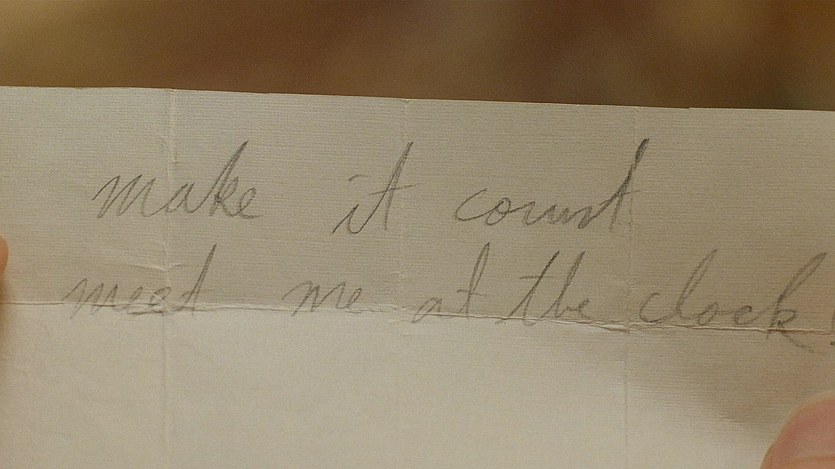 make it count
meet me at the clock!